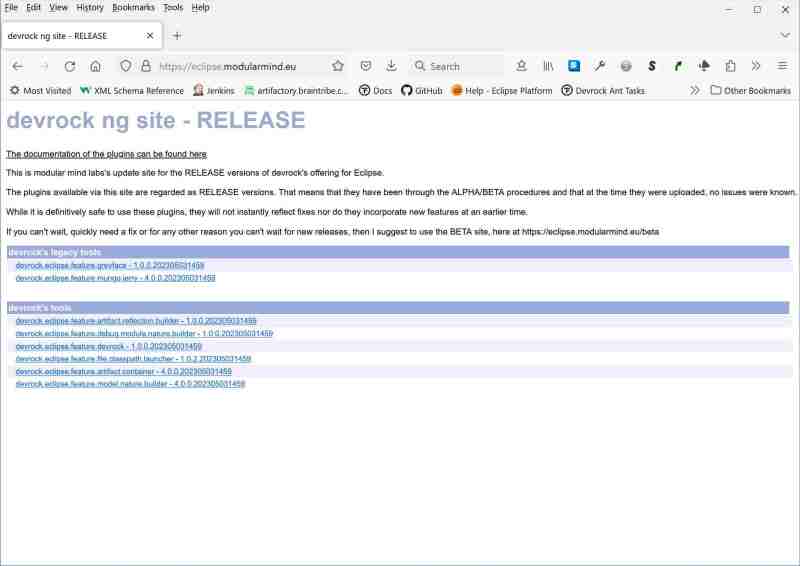 File Edit View History Bookmarks Tools Help
devrock ng site - RELEASE
https://eclipse.modularmind.eu
Search
Most Visited XML Schema Reference Jenkins artifactory.braintribe.c... Docs GitHub Help - Eclipse Platform Devrock Ant Tasks Other Bookmarks
devrock ng site - RELEASE
The documentation of the plugins can be found here
This is modular mind labs's update site for the RELEASE versions of devrock's offering for Eclipse.
The plugins available via this site are regarded as RELEASE versions. That means that they have been through the ALPHA/BETA procedures and that at the time they were uploaded, no issues were known.
While it is definitively safe to use these plugins, they will not instantly reflect fixes nor do they incorporate new features at an earlier time.
If you can't wait, quickly need a fix or for any other reason you can't wait for new releases, then I suggest to use the BETA site, here at https://eclipse.modularmind.eu/beta
devrock's legacy tools
devrock.eclipse.feature.greyface - 1.0.0.202305031459
devrock.eclipse.feature.mungo.jerry - 4.0.0.202305031459
devrock's tools
devrock.eclipse.feature.artifact.reflection.builder - 1.0.0.202305031459
devrock.eclipse.feature.debug.module.nature.builder - 1.0.0.202305031459
devrock.eclipse.feature.devrock - 1.0.0.202305031459
devrock.eclipse.feature.file.classpath.launcher - 1.0.2.202305031459
devrock.eclipse.feature.artifact.container - 4.0.0.202305031459
devrock.eclipse.feature.model.nature.builder - 4.0.0.202305031459